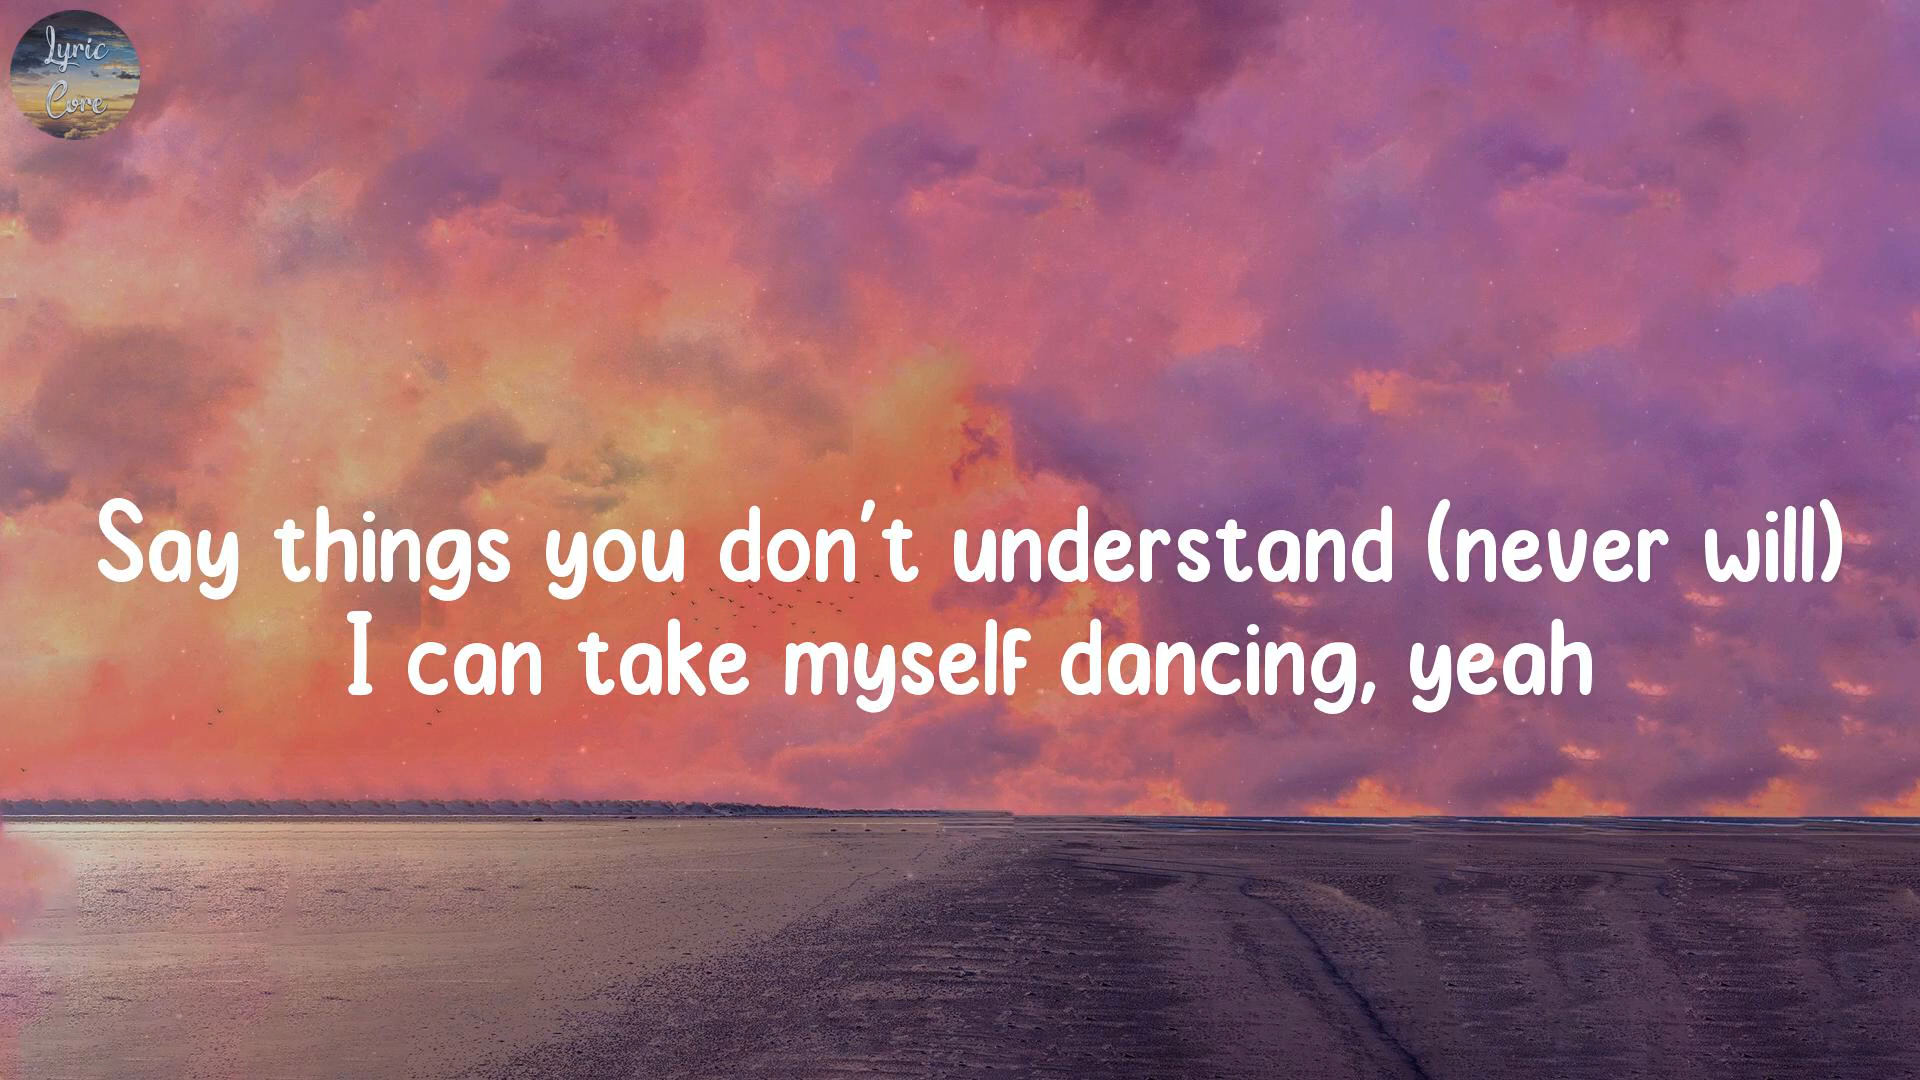 Lyric
Core
Say things you don't understand (never will)
I can take myself dancing, yeah